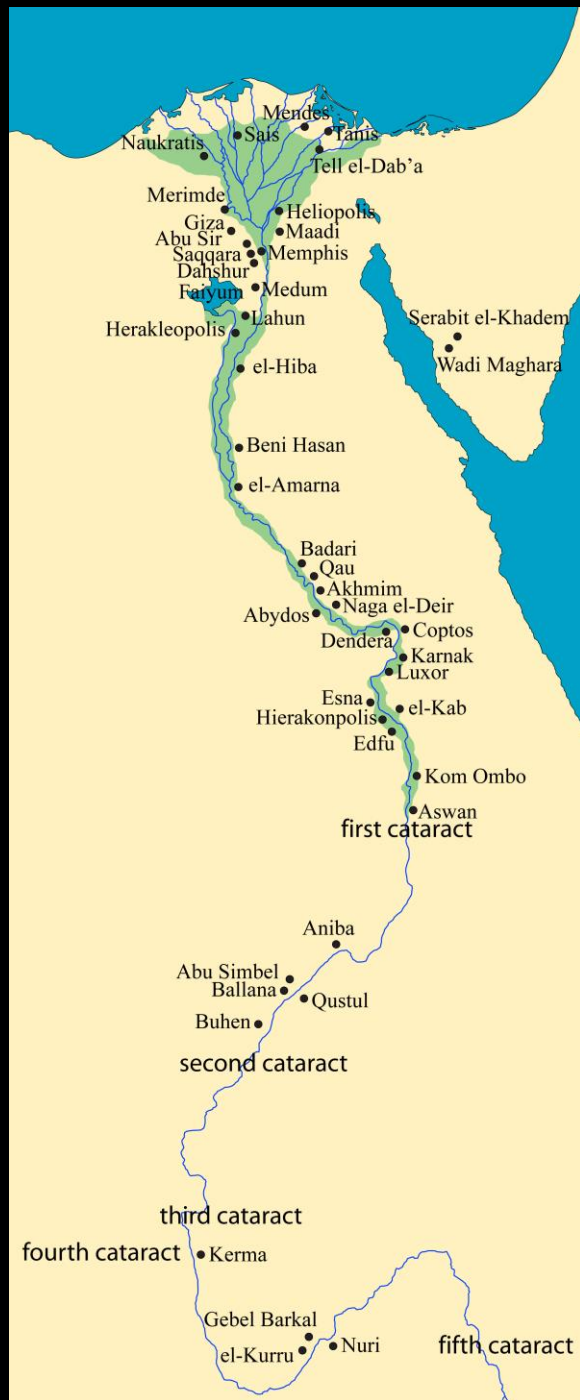 Mendes
Sais
Tanis
Naukratis
Tell el-Dab'a
Merimde
Heliopolis
Giza
Maadi
Abu Sir
Saqqara
Memphis
Dahshur
Faiyum
Medum
Lahun
Herakleopolis
Serabit el-Khadem
Wadi Maghara
el-Hiba
Beni Hasan
el-Amarna
Badari
Qau
Akhmim
Naga el-Deir
Abydos
Dendera
Coptos
Karnak
Luxor
Esna
el-Kab
Hierakonpolis
Edfu
Kom Ombo
Aswan
first cataract
Aniba
Abu Simbel
Ballana
Qustul
Buhen
second cataract
third cataract
fourth cataract
Kerma
Gebel Barkal
el-Kurru
Nuri
fifth cataract